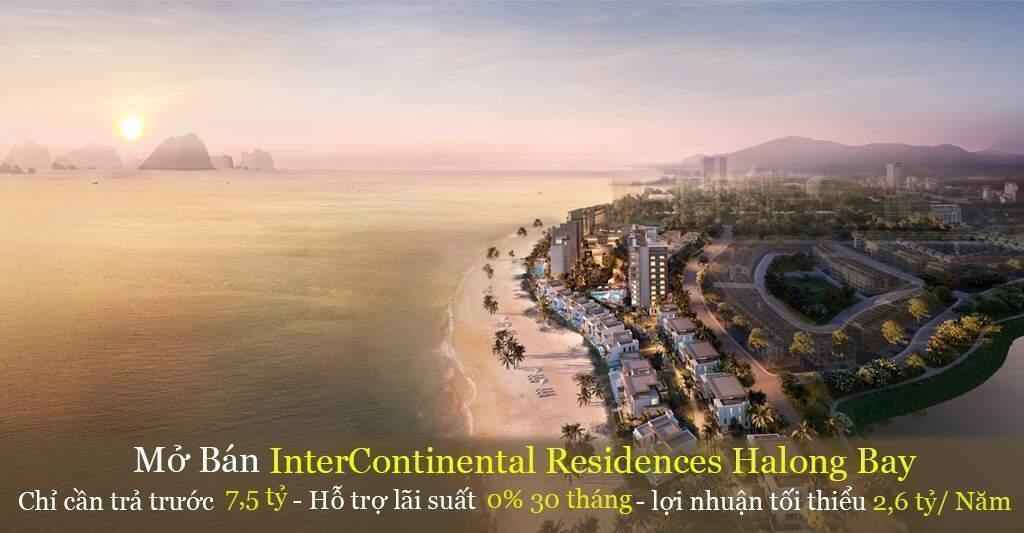 Mở Bán InterContinental Residences Halong Bay
Chỉ cần trả trước 7,5 tỷ - Hỗ trợ lãi suất 0% 30 tháng - lợi nhuận tối thiểu 2,6 tỷ/ Năm